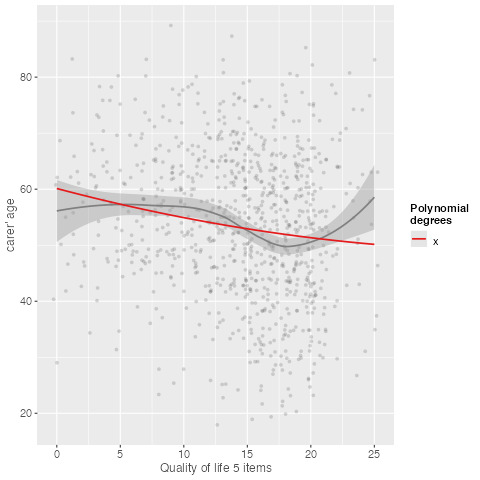 80
60
40
20
carer' age
0 5 10 15 20 25
Quality of life 5 items
Polynomial
degrees
x